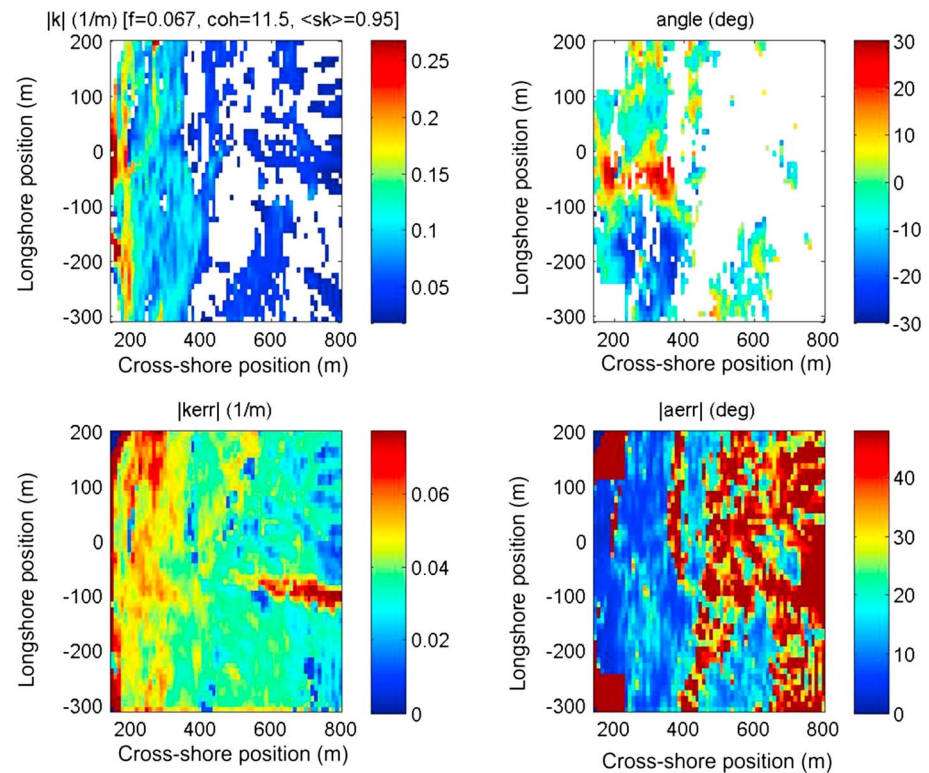 |k| (1/m) [f=0.067, coh=11.5, <sk>=0.95]
angle (deg)
Longshore position (m)
200
100
0
-100
-200
-300
200 400 600 800
Cross-shore position (m)
0.25
0.2
0.15
0.1
0.05
Longshore position (m)
200
100
0
-100
-200
-300
200 400 600 800
Cross-shore position (m)
30
20
10
0
-10
-20
-30
|kerr| (1/m)
|aerr| (deg)
Longshore position (m)
200
100
0
-100
-200
-300
200 400 600 800
Cross-shore position (m)
0.06
0.04
0.02
0
Longshore position (m)
200
100
0
-100
-200
-300
200 400 600 800
Cross-shore position (m)
40
30
20
10
0